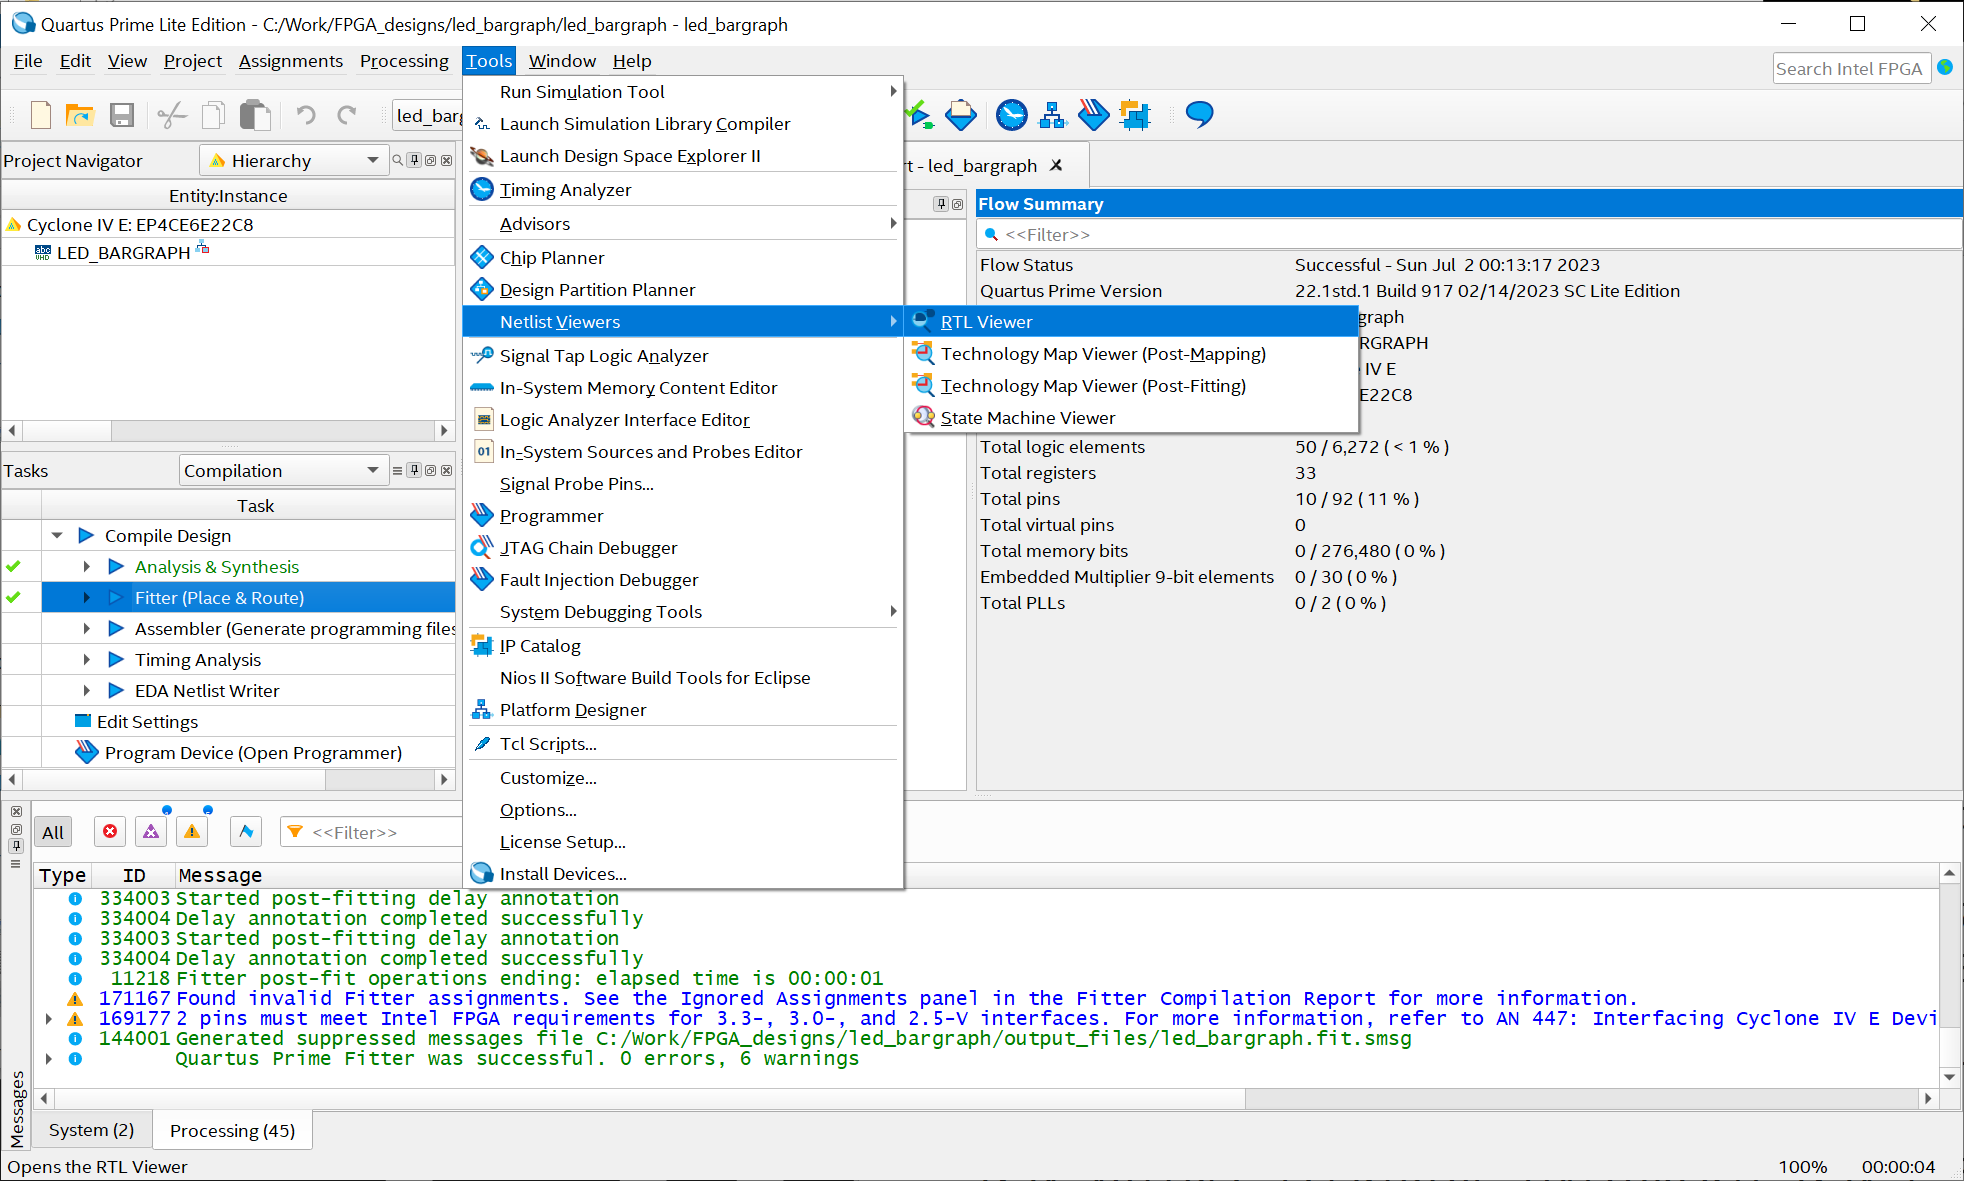 Quartus Prime Lite Edition - C:/Work/FPGA_designs/led_bargraph/led_bargraph - led_bargraph
File Edit View Project Assignments Processing Tools Window Help
Search Intel FPGA
led_barg
Project Navigator
Hierarchy
Entity:Instance
Cyclone IV E: EP4CE6E22C8
abc
VHD
LED_BARGRAPH
Tasks
Compilation
Task
Compile Design
Analysis & Synthesis
Fitter (Place & Route)
Assembler (Generate programming files
Timing Analysis
EDA Netlist Writer
Edit Settings
Program Device (Open Programmer)
Run Simulation Tool
Launch Simulation Library Compiler
Launch Design Space Explorer II
Timing Analyzer
Advisors
Chip Planner
Design Partition Planner
Netlist Viewers
Signal Tap Logic Analyzer
In-System Memory Content Editor
Logic Analyzer Interface Editor
01
In-System Sources and Probes Editor
Signal Probe Pins...
Programmer
JTAG Chain Debugger
Fault Injection Debugger
System Debugging Tools
IP Catalog
Nios II Software Build Tools for Eclipse
Platform Designer
Tcl Scripts...
Customize...
Options...
License Setup...
Install Devices...
RTL Viewer
Technology Map Viewer (Post-Mapping)
Technology Map Viewer (Post-Fitting)
State Machine Viewer
rt - led_bargraph
Flow Summary
<<Filter>>
Flow Status Successful - Sun Jul 2 00:13:17 2023
Quartus Prime Version 22.1std.1 Build 917 02/14/2023 SC Lite Edition
graph
RGRAPH
IV E
E22C8
Total logic elements 50 / 6,272 ( < 1 % )
Total registers 33
Total pins 10 / 92 ( 11 % )
Total virtual pins 0
Total memory bits 0 / 276,480 ( 0 % )
Embedded Multiplier 9-bit elements 0 / 30 ( 0 % )
Total PLLs 0 / 2 ( 0 % )
All
<<Filter>>
Type ID Message
334003 Started post-fitting delay annotation
334004 Delay annotation completed successfully
334003 Started post-fitting delay annotation
334004 Delay annotation completed successfully
11218 Fitter post-fit operations ending: elapsed time is 00:00:01
171167 Found invalid Fitter assignments. See the Ignored Assignments panel in the Fitter Compilation Report for more information.
169177 2 pins must meet Intel FPGA requirements for 3.3-, 3.0-, and 2.5-V interfaces. For more information, refer to AN 447: Interfacing Cyclone IV E Devi
144001 Generated suppressed messages file C:/Work/FPGA_designs/led_bargraph/output_files/led_bargraph.fit.smsg
Quartus Prime Fitter was successful. 0 errors, 6 warnings
Messages
System (2)
Processing (45)
Opens the RTL Viewer
100%
00:00:04